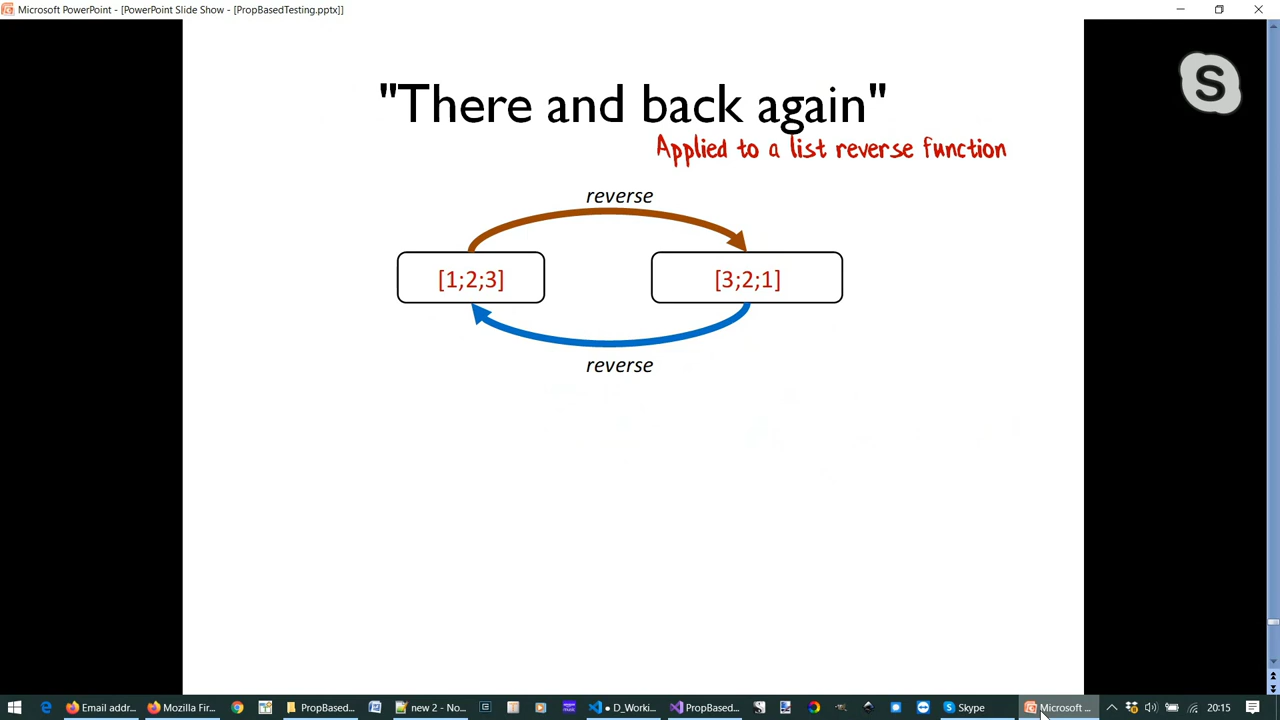 Microsoft PowerPoint - [PowerPoint Slide Show - [PropBasedTesting.pptx]]
S
"There and back again"
Applied to a list reverse function
reverse
[1;2;3]
[3;2;1]
reverse
Email addr...
Mozilla Fir...
PropBased...
new 2 - No...
D_Worki...
PropBased...
Skype
Microsoft ...
20:15